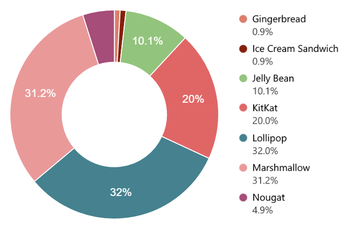 Gingerbread
0.9%
Ice Cream Sandwich
0.9%
Jelly Bean
10.1%
KitKat
20.0%
Lollipop
32.0%
Marshmallow
31.2%
Nougat
4.9%
10.1%
20%
32%
31.2%